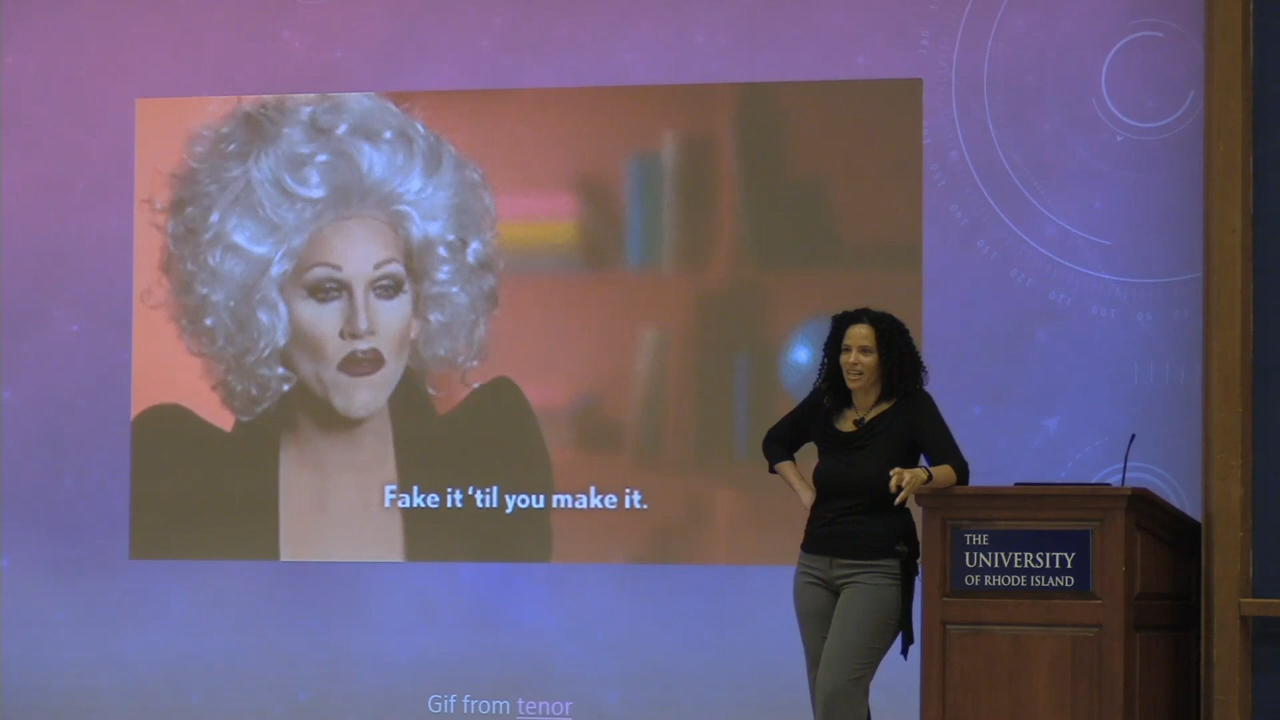 Fake it ‘til you make it.
THE
UNIVERSITY
OF RHODE ISLAND
Gif from tenor